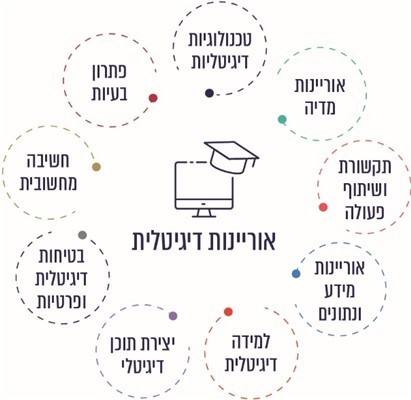 טכנולוגיות
דיגיטליות
אוריינות
מדיה
תקשורת
ושיתוף
פעולה
אוריינות
מידע
ונתונים
למידה
דיגיטלית
יצירת תוכן
דיגיטלי
בטיחות
דיגיטלית
ופרטיות
חשיבה
מחשובית
פתרון
בעיות
אוריינות דיגיטלית